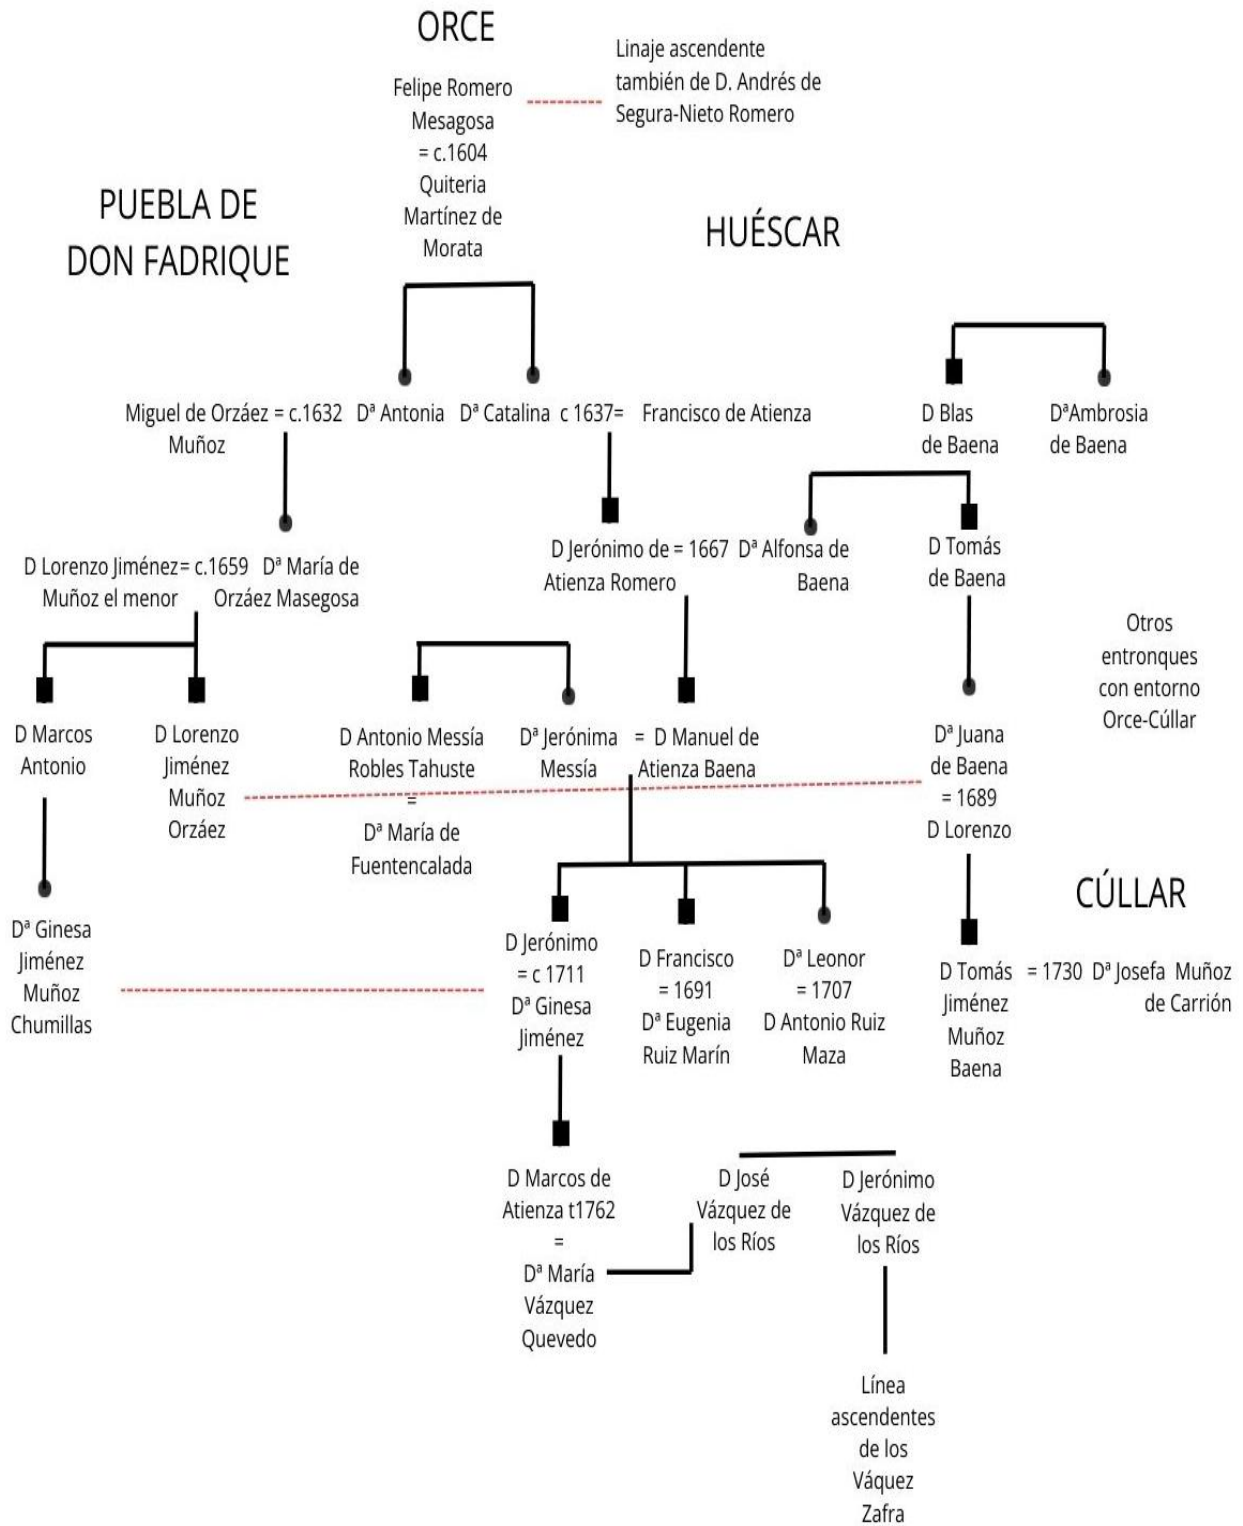 ORCE
Linaje ascendente
también de D. Andrés de
Segura-Nieto Romero
Felipe Romero
Mesagosa
= c.1604
Quiteria
Martínez de
Morata
PUEBLA DE
DON FADRIQUE
HUÉSCAR
Miguel de Orzáez = c.1632 Dª Antonia
Muñoz
Dª Catalina c 1637= Francisco de Atienza
D Blas
de Baena
DªAmbrosia
de Baena
D Lorenzo Jiménez= c.1659 Dª María de
Muñoz el menor Orzáez Masegosa
D Jerónimo de = 1667 Dª Alfonsa de
Atienza Romero Baena
D Tomás
de Baena
Otros
entronques
con entorno
Orce-Cúllar
D Marcos
Antonio
D Lorenzo
Jiménez
Muñoz
Orzáez
D Antonio Messía
Robles Tahuste
=
Dª María de
Fuentencalada
Dª Jerónima = D Manuel de
Messía Atienza Baena
Dª Juana
de Baena
= 1689
D Lorenzo
CÚLLAR
Dª Ginesa
Jiménez
Muñoz
Chumillas
D Jerónimo
= c 1711
Dª Ginesa
Jiménez
D Francisco
= 1691
Dª Eugenia
Ruiz Marín
Dª Leonor
= 1707
D Antonio Ruiz
Maza
D Tomás = 1730 Dª Josefa Muñoz
Jiménez de Carrión
Muñoz
Baena
D Marcos de
Atienza t1762
=
Dª María
Vázquez
Quevedo
D José
Vázquez de
los Ríos
D Jerónimo
Vázquez de
los Ríos
Línea
ascendentes
de los
Váquez
Zafra